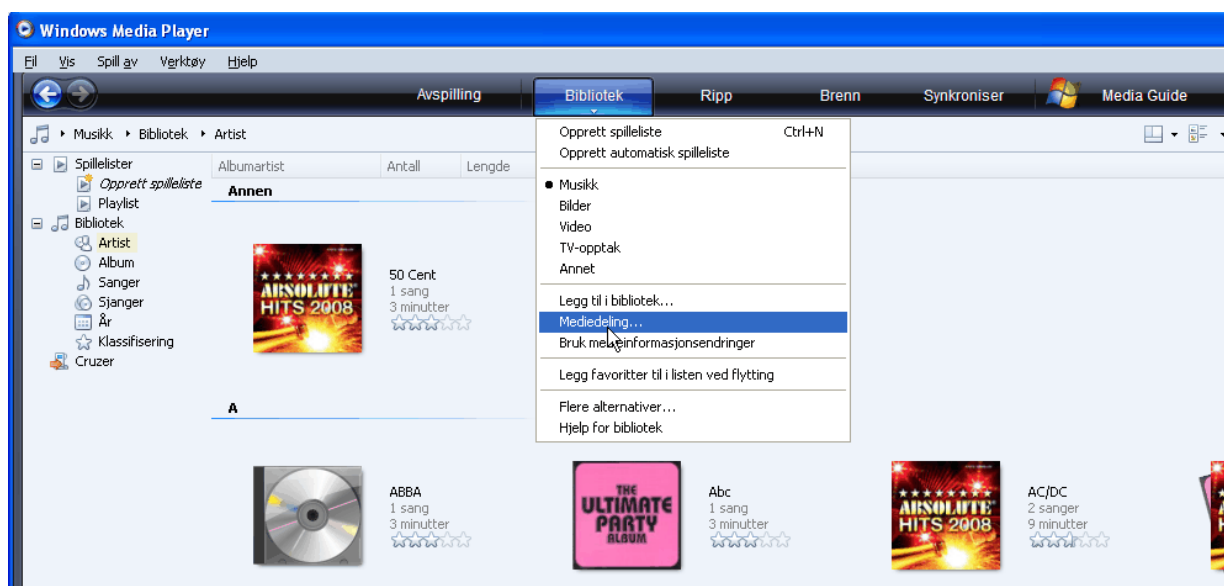 Windows Media Player
Fil Vis Spill av Verktøy Hjelp
Avspilling Bibliotek Ripp Brenn Synkroniser Media Guide
Musikk Bibliotek Artist
Spillelister
Opprett spilleliste
Playlist
Bibliotek
Artist
Album
Sanger
Sjanger
År
Klassifisering
Cruzer
Albumartist Antall Lengde
Annen
ABSOLUTE
HITS 2008
50 Cent
1 sang
3 minutter
Opprett spilleliste Ctrl+N
Opprett automatisk spilleliste
Musikk
Bilder
Video
TV-opptak
Annet
Legg til i bibliotek...
Mediedeling...
Bruk medieinformasjonsendringer
Legg favoritter til i listen ved flytting
Flere alternativer...
Hjelp for bibliotek
A
ABBA
1 sang
3 minutter
THE
ULTIMATE
PARTY
ALBUM
Abc
1 sang
3 minutter
ABSOLUTE
HITS 2008
AC/DC
2 sanger
9 minutter